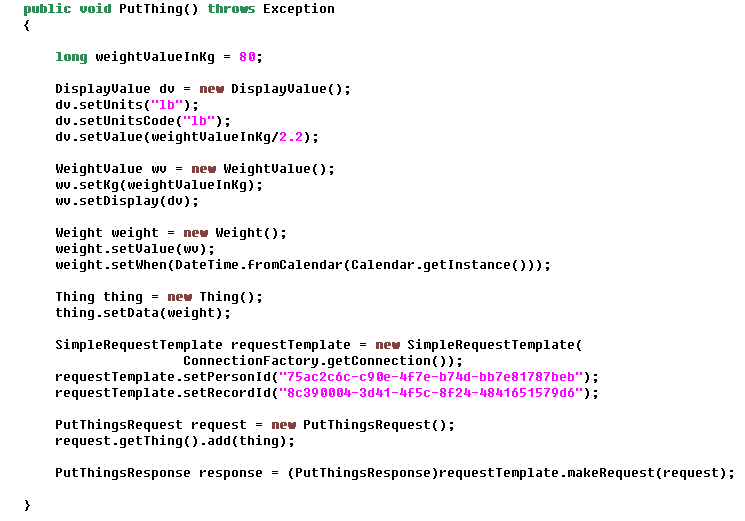 public void PutThing() throws Exception
{
long weightValueInKg = 80;
DisplayValue dv = new DisplayValue();
dv.setUnits("lb");
dv.setUnitsCode("lb");
dv.setValue(weightValueInKg/2.2);
WeightValue wv = new WeightValue();
wv.setKg(weightValueInKg);
wv.setDisplay(dv);
Weight weight = new Weight();
weight.setValue(wv);
weight.setWhen(DateTime.fromCalendar(Calendar.getInstance()));
Thing thing = new Thing();
thing.setData(weight);
SimpleRequestTemplate requestTemplate = new SimpleRequestTemplate(
ConnectionFactory.getConnection());
requestTemplate.setPersonId("75ac2c6c-c90e-4f7e-b74d-bb7e81787beb");
requestTemplate.setRecordId("8c390004-3d41-4f5c-8f24-4841651579d6");
PutThingsRequest request = new PutThingsRequest();
request.getThing().add(thing);
PutThingsResponse response = (PutThingsResponse)requestTemplate.makeRequest(request);
}